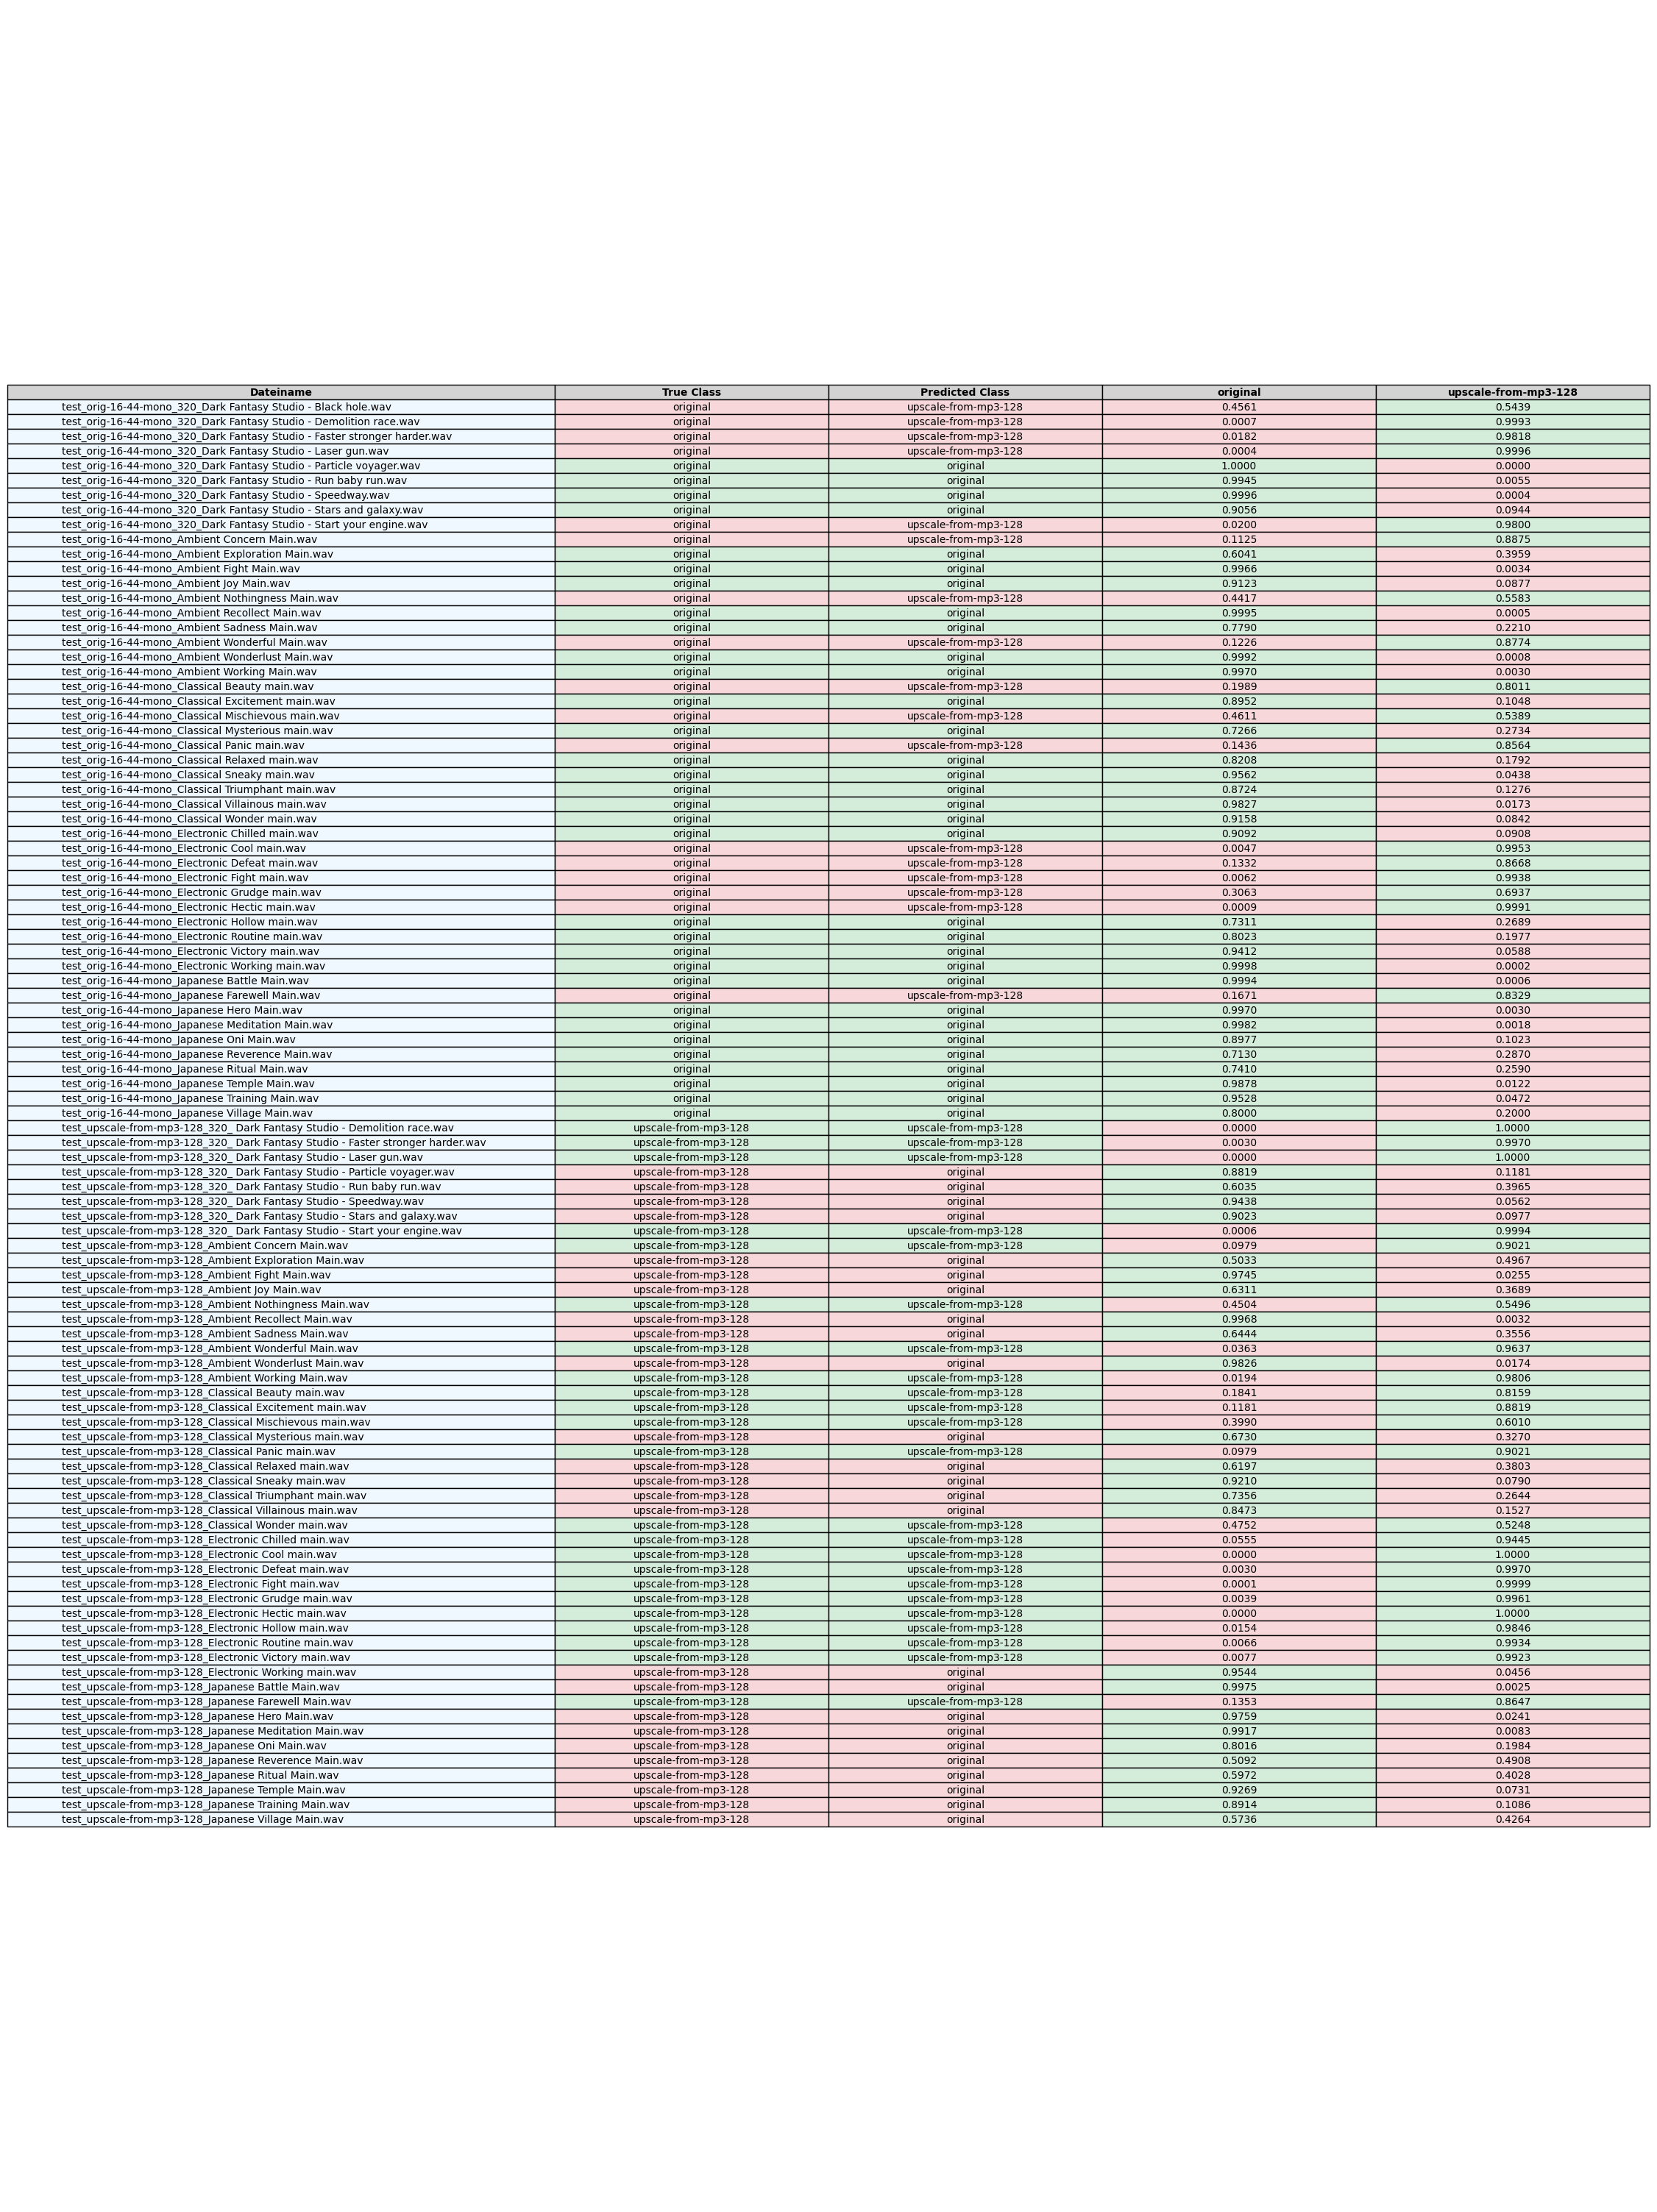 Dateiname True Class Predicted Class original upscale-from-mp3-128
test_orig-16-44-mono_320_Dark Fantasy Studio - Black hole.wav original upscale-from-mp3-128 0.4561 0.5439
test_orig-16-44-mono_320_Dark Fantasy Studio - Demolition race.wav original upscale-from-mp3-128 0.0007 0.9993
test_orig-16-44-mono_320_Dark Fantasy Studio - Faster stronger harder.wav original upscale-from-mp3-128 0.0182 0.9818
test_orig-16-44-mono_320_Dark Fantasy Studio - Laser gun.wav original upscale-from-mp3-128 0.0004 0.9996
test_orig-16-44-mono_320_Dark Fantasy Studio - Particle voyager.wav original original 1.0000 0.0000
test_orig-16-44-mono_320_Dark Fantasy Studio - Run baby run.wav original original 0.9945 0.0055
test_orig-16-44-mono_320_Dark Fantasy Studio - Speedway.wav original original 0.9996 0.0004
test_orig-16-44-mono_320_Dark Fantasy Studio - Stars and galaxy.wav original original 0.9056 0.0944
test_orig-16-44-mono_320_Dark Fantasy Studio - Start your engine.wav original upscale-from-mp3-128 0.0200 0.9800
test_orig-16-44-mono_Ambient Concern Main.wav original upscale-from-mp3-128 0.1125 0.8875
test_orig-16-44-mono_Ambient Exploration Main.wav original original 0.6041 0.3959
test_orig-16-44-mono_Ambient Fight Main.wav original original 0.9966 0.0034
test_orig-16-44-mono_Ambient Joy Main.wav original original 0.9123 0.0877
test_orig-16-44-mono_Ambient Nothingness Main.wav original upscale-from-mp3-128 0.4417 0.5583
test_orig-16-44-mono_Ambient Recollect Main.wav original original 0.9995 0.0005
test_orig-16-44-mono_Ambient Sadness Main.wav original original 0.7790 0.2210
test_orig-16-44-mono_Ambient Wonderful Main.wav original upscale-from-mp3-128 0.1226 0.8774
test_orig-16-44-mono_Ambient Wonderlust Main.wav original original 0.9992 0.0008
test_orig-16-44-mono_Ambient Working Main.wav original original 0.9970 0.0030
test_orig-16-44-mono_Classical Beauty main.wav original upscale-from-mp3-128 0.1989 0.8011
test_orig-16-44-mono_Classical Excitement main.wav original original 0.8952 0.1048
test_orig-16-44-mono_Classical Mischievous main.wav original upscale-from-mp3-128 0.4611 0.5389
test_orig-16-44-mono_Classical Mysterious main.wav original original 0.7266 0.2734
test_orig-16-44-mono_Classical Panic main.wav original upscale-from-mp3-128 0.1436 0.8564
test_orig-16-44-mono_Classical Relaxed main.wav original original 0.8208 0.1792
test_orig-16-44-mono_Classical Sneaky main.wav original original 0.9562 0.0438
test_orig-16-44-mono_Classical Triumphant main.wav original original 0.8724 0.1276
test_orig-16-44-mono_Classical Villainous main.wav original original 0.9827 0.0173
test_orig-16-44-mono_Classical Wonder main.wav original original 0.9158 0.0842
test_orig-16-44-mono_Electronic Chilled main.wav original original 0.9092 0.0908
test_orig-16-44-mono_Electronic Cool main.wav original upscale-from-mp3-128 0.0047 0.9953
test_orig-16-44-mono_Electronic Defeat main.wav original upscale-from-mp3-128 0.1332 0.8668
test_orig-16-44-mono_Electronic Fight main.wav original upscale-from-mp3-128 0.0062 0.9938
test_orig-16-44-mono_Electronic Grudge main.wav original upscale-from-mp3-128 0.3063 0.6937
test_orig-16-44-mono_Electronic Hectic main.wav original upscale-from-mp3-128 0.0009 0.9991
test_orig-16-44-mono_Electronic Hollow main.wav original original 0.7311 0.2689
test_orig-16-44-mono_Electronic Routine main.wav original original 0.8023 0.1977
test_orig-16-44-mono_Electronic Victory main.wav original original 0.9412 0.0588
test_orig-16-44-mono_Electronic Working main.wav original original 0.9998 0.0002
test_orig-16-44-mono_Japanese Battle Main.wav original original 0.9994 0.0006
test_orig-16-44-mono_Japanese Farewell Main.wav original upscale-from-mp3-128 0.1671 0.8329
test_orig-16-44-mono_Japanese Hero Main.wav original original 0.9970 0.0030
test_orig-16-44-mono_Japanese Meditation Main.wav original original 0.9982 0.0018
test_orig-16-44-mono_Japanese Oni Main.wav original original 0.8977 0.1023
test_orig-16-44-mono_Japanese Reverence Main.wav original original 0.7130 0.2870
test_orig-16-44-mono_Japanese Ritual Main.wav original original 0.7410 0.2590
test_orig-16-44-mono_Japanese Temple Main.wav original original 0.9878 0.0122
test_orig-16-44-mono_Japanese Training Main.wav original original 0.9528 0.0472
test_orig-16-44-mono_Japanese Village Main.wav original original 0.8000 0.2000
test_upscale-from-mp3-128_320_ Dark Fantasy Studio - Demolition race.wav upscale-from-mp3-128 upscale-from-mp3-128 0.0000 1.0000
test_upscale-from-mp3-128_320_ Dark Fantasy Studio - Faster stronger harder.wav upscale-from-mp3-128 upscale-from-mp3-128 0.0030 0.9970
test_upscale-from-mp3-128_320_ Dark Fantasy Studio - Laser gun.wav upscale-from-mp3-128 upscale-from-mp3-128 0.0000 1.0000
test_upscale-from-mp3-128_320_ Dark Fantasy Studio - Particle voyager.wav upscale-from-mp3-128 original 0.8819 0.1181
test_upscale-from-mp3-128_320_ Dark Fantasy Studio - Run baby run.wav upscale-from-mp3-128 original 0.6035 0.3965
test_upscale-from-mp3-128_320_ Dark Fantasy Studio - Speedway.wav upscale-from-mp3-128 original 0.9438 0.0562
test_upscale-from-mp3-128_320_ Dark Fantasy Studio - Stars and galaxy.wav upscale-from-mp3-128 original 0.9023 0.0977
test_upscale-from-mp3-128_320_ Dark Fantasy Studio - Start your engine.wav upscale-from-mp3-128 upscale-from-mp3-128 0.0006 0.9994
test_upscale-from-mp3-128_Ambient Concern Main.wav upscale-from-mp3-128 upscale-from-mp3-128 0.0979 0.9021
test_upscale-from-mp3-128_Ambient Exploration Main.wav upscale-from-mp3-128 original 0.5033 0.4967
test_upscale-from-mp3-128_Ambient Fight Main.wav upscale-from-mp3-128 original 0.9745 0.0255
test_upscale-from-mp3-128_Ambient Joy Main.wav upscale-from-mp3-128 original 0.6311 0.3689
test_upscale-from-mp3-128_Ambient Nothingness Main.wav upscale-from-mp3-128 upscale-from-mp3-128 0.4504 0.5496
test_upscale-from-mp3-128_Ambient Recollect Main.wav upscale-from-mp3-128 original 0.9968 0.0032
test_upscale-from-mp3-128_Ambient Sadness Main.wav upscale-from-mp3-128 original 0.6444 0.3556
test_upscale-from-mp3-128_Ambient Wonderful Main.wav upscale-from-mp3-128 upscale-from-mp3-128 0.0363 0.9637
test_upscale-from-mp3-128_Ambient Wonderlust Main.wav upscale-from-mp3-128 original 0.9826 0.0174
test_upscale-from-mp3-128_Ambient Working Main.wav upscale-from-mp3-128 upscale-from-mp3-128 0.0194 0.9806
test_upscale-from-mp3-128_Classical Beauty main.wav upscale-from-mp3-128 upscale-from-mp3-128 0.1841 0.8159
test_upscale-from-mp3-128_Classical Excitement main.wav upscale-from-mp3-128 upscale-from-mp3-128 0.1181 0.8819
test_upscale-from-mp3-128_Classical Mischievous main.wav upscale-from-mp3-128 upscale-from-mp3-128 0.3990 0.6010
test_upscale-from-mp3-128_Classical Mysterious main.wav upscale-from-mp3-128 original 0.6730 0.3270
test_upscale-from-mp3-128_Classical Panic main.wav upscale-from-mp3-128 upscale-from-mp3-128 0.0979 0.9021
test_upscale-from-mp3-128_Classical Relaxed main.wav upscale-from-mp3-128 original 0.6197 0.3803
test_upscale-from-mp3-128_Classical Sneaky main.wav upscale-from-mp3-128 original 0.9210 0.0790
test_upscale-from-mp3-128_Classical Triumphant main.wav upscale-from-mp3-128 original 0.7356 0.2644
test_upscale-from-mp3-128_Classical Villainous main.wav upscale-from-mp3-128 original 0.8473 0.1527
test_upscale-from-mp3-128_Classical Wonder main.wav upscale-from-mp3-128 upscale-from-mp3-128 0.4752 0.5248
test_upscale-from-mp3-128_Electronic Chilled main.wav upscale-from-mp3-128 upscale-from-mp3-128 0.0555 0.9445
test_upscale-from-mp3-128_Electronic Cool main.wav upscale-from-mp3-128 upscale-from-mp3-128 0.0000 1.0000
test_upscale-from-mp3-128_Electronic Defeat main.wav upscale-from-mp3-128 upscale-from-mp3-128 0.0030 0.9970
test_upscale-from-mp3-128_Electronic Fight main.wav upscale-from-mp3-128 upscale-from-mp3-128 0.0001 0.9999
test_upscale-from-mp3-128_Electronic Grudge main.wav upscale-from-mp3-128 upscale-from-mp3-128 0.0039 0.9961
test_upscale-from-mp3-128_Electronic Hectic main.wav upscale-from-mp3-128 upscale-from-mp3-128 0.0000 1.0000
test_upscale-from-mp3-128_Electronic Hollow main.wav upscale-from-mp3-128 upscale-from-mp3-128 0.0154 0.9846
test_upscale-from-mp3-128_Electronic Routine main.wav upscale-from-mp3-128 upscale-from-mp3-128 0.0066 0.9934
test_upscale-from-mp3-128_Electronic Victory main.wav upscale-from-mp3-128 upscale-from-mp3-128 0.0077 0.9923
test_upscale-from-mp3-128_Electronic Working main.wav upscale-from-mp3-128 original 0.9544 0.0456
test_upscale-from-mp3-128_Japanese Battle Main.wav upscale-from-mp3-128 original 0.9975 0.0025
test_upscale-from-mp3-128_Japanese Farewell Main.wav upscale-from-mp3-128 upscale-from-mp3-128 0.1353 0.8647
test_upscale-from-mp3-128_Japanese Hero Main.wav upscale-from-mp3-128 original 0.9759 0.0241
test_upscale-from-mp3-128_Japanese Meditation Main.wav upscale-from-mp3-128 original 0.9917 0.0083
test_upscale-from-mp3-128_Japanese Oni Main.wav upscale-from-mp3-128 original 0.8016 0.1984
test_upscale-from-mp3-128_Japanese Reverence Main.wav upscale-from-mp3-128 original 0.5092 0.4908
test_upscale-from-mp3-128_Japanese Ritual Main.wav upscale-from-mp3-128 original 0.5972 0.4028
test_upscale-from-mp3-128_Japanese Temple Main.wav upscale-from-mp3-128 original 0.9269 0.0731
test_upscale-from-mp3-128_Japanese Training Main.wav upscale-from-mp3-128 original 0.8914 0.1086
test_upscale-from-mp3-128_Japanese Village Main.wav upscale-from-mp3-128 original 0.5736 0.4264